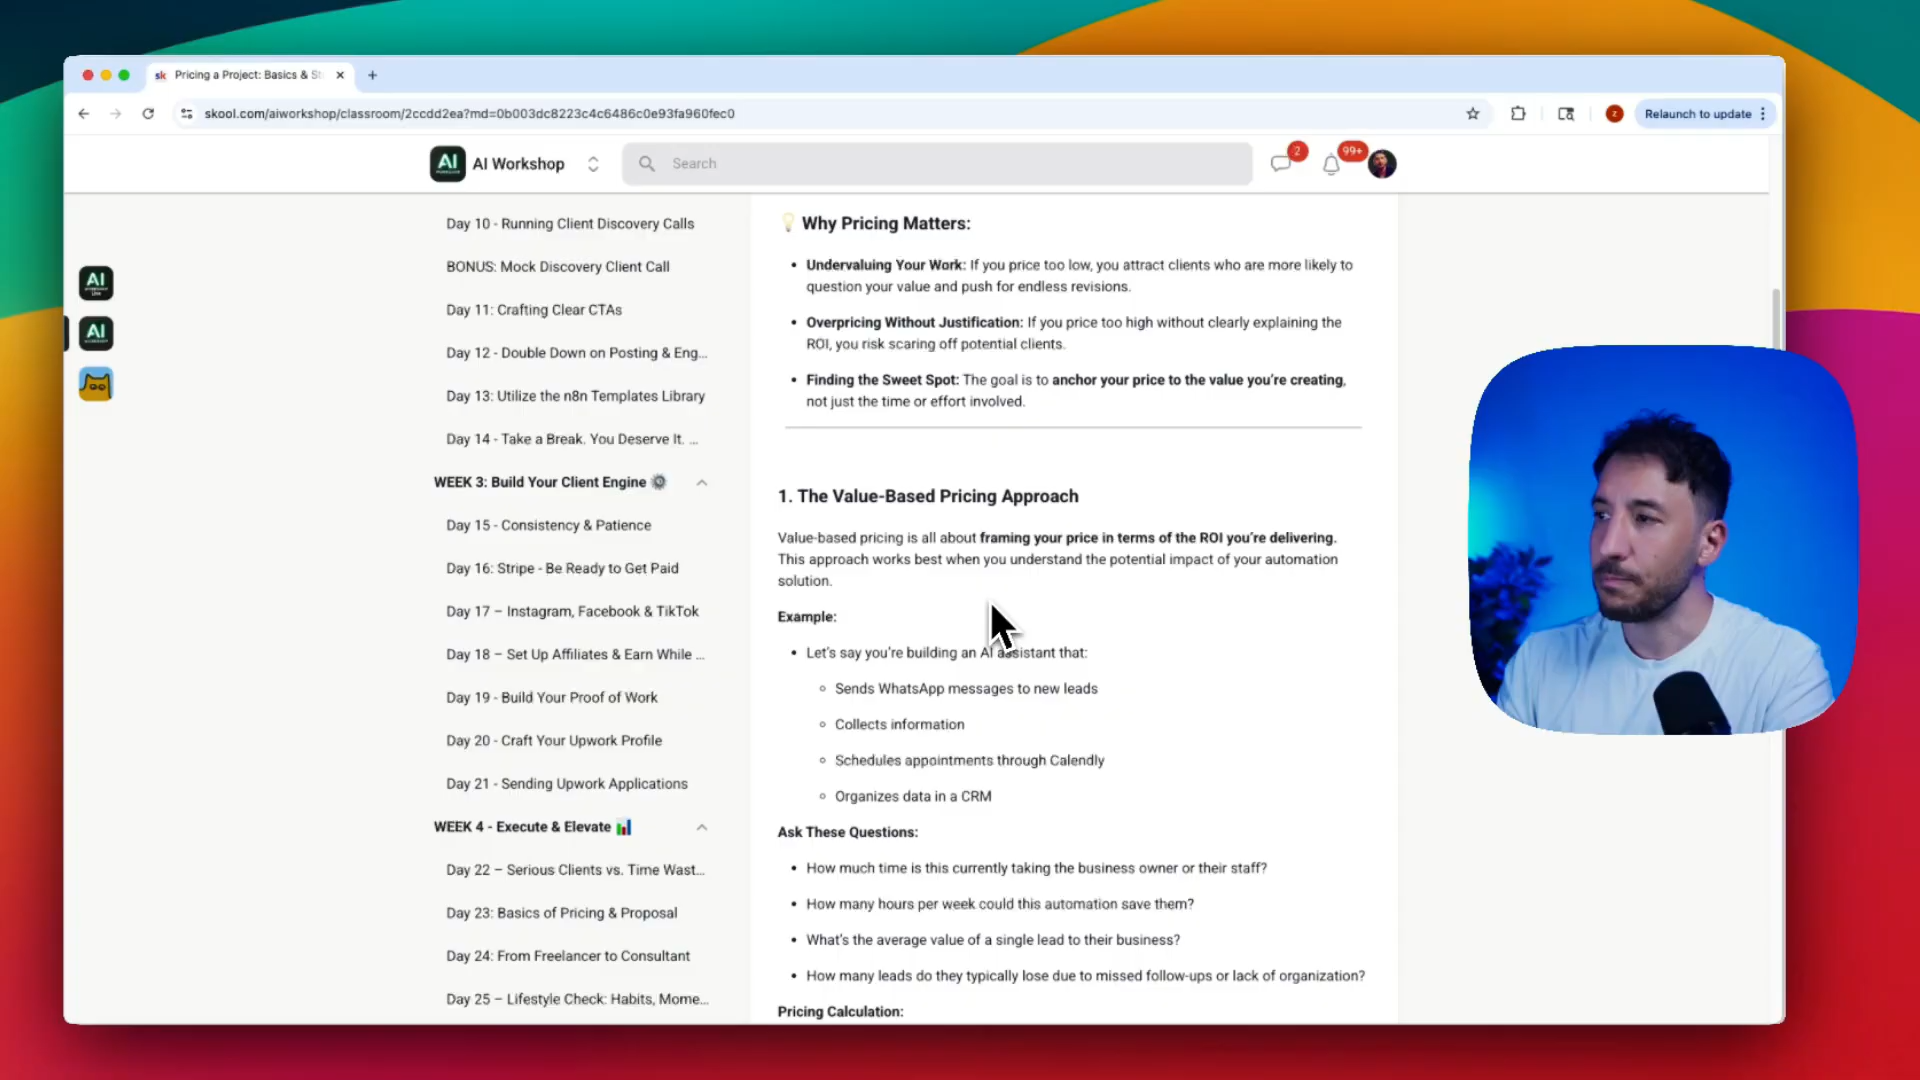 sk Pricing a Project: Basics & St
skool.com/aiworkshop/classroom/2ccdd2ea?md=0b003dc8223c4c6486c0e93fa960fec0
z
Relaunch to update
AI
AI Workshop
Search
2
99+
AI
AI
Day 10 - Running Client Discovery Calls
BONUS: Mock Discovery Client Call
Day 11: Crafting Clear CTAs
Day 12 - Double Down on Posting & Eng...
Day 13: Utilize the n8n Templates Library
Day 14 - Take a Break. You Deserve It. ...
WEEK 3: Build Your Client Engine ⚙️
Day 15 - Consistency & Patience
Day 16: Stripe - Be Ready to Get Paid
Day 17 – Instagram, Facebook & TikTok
Day 18 – Set Up Affiliates & Earn While ...
Day 19 - Build Your Proof of Work
Day 20 - Craft Your Upwork Profile
Day 21 - Sending Upwork Applications
WEEK 4 - Execute & Elevate 📊
Day 22 – Serious Clients vs. Time Wast...
Day 23: Basics of Pricing & Proposal
Day 24: From Freelancer to Consultant
Day 25 – Lifestyle Check: Habits, Mome...
💡 Why Pricing Matters:
• Undervaluing Your Work: If you price too low, you attract clients who are more likely to
question your value and push for endless revisions.
• Overpricing Without Justification: If you price too high without clearly explaining the
ROI, you risk scaring off potential clients.
• Finding the Sweet Spot: The goal is to anchor your price to the value you're creating,
not just the time or effort involved.
1. The Value-Based Pricing Approach
Value-based pricing is all about framing your price in terms of the ROI you're delivering.
This approach works best when you understand the potential impact of your automation
solution.
Example:
• Let's say you're building an AI assistant that:
◦ Sends WhatsApp messages to new leads
◦ Collects information
◦ Schedules appointments through Calendly
◦ Organizes data in a CRM
Ask These Questions:
• How much time is this currently taking the business owner or their staff?
• How many hours per week could this automation save them?
• What's the average value of a single lead to their business?
• How many leads do they typically lose due to missed follow-ups or lack of organization?
Pricing Calculation: